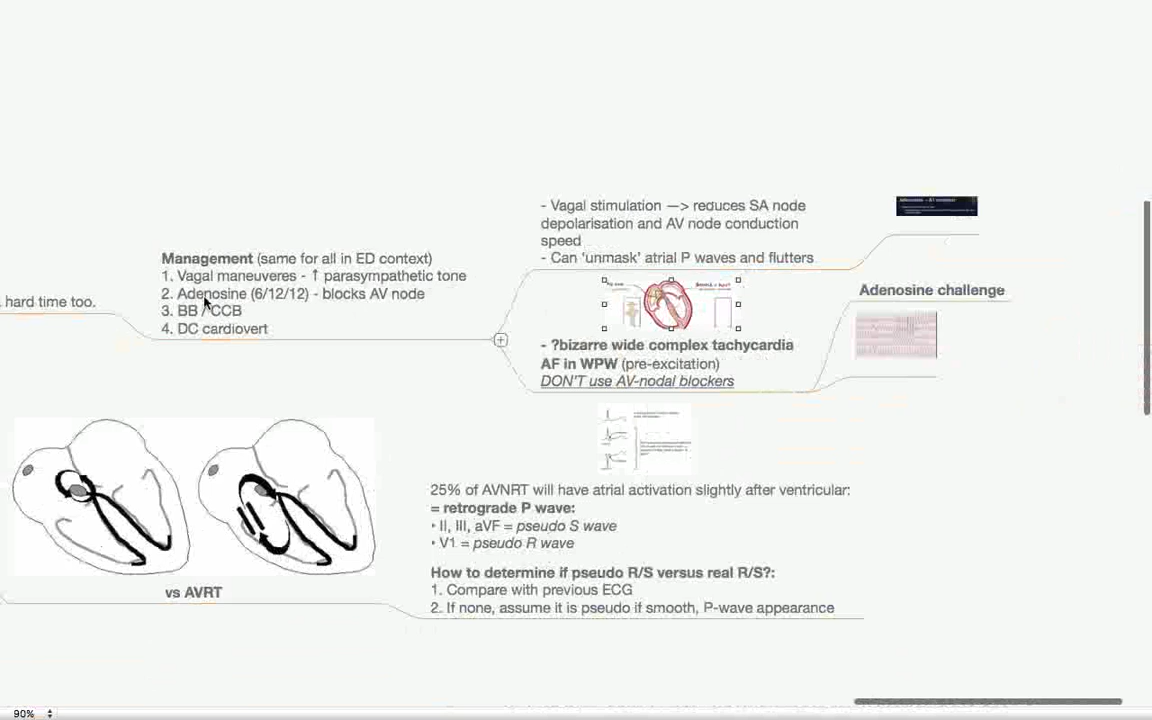 hard time too.
Management (same for all in ED context)
1. Vagal maneuveres - ↑ parasympathetic tone
2. Adenosine (6/12/12) - blocks AV node
3. BB / CCB
4. DC cardiovert
- Vagal stimulation —> reduces SA node
depolarisation and AV node conduction
speed
- Can 'unmask' atrial P waves and flutters
- ?bizarre wide complex tachycardia
AF in WPW (pre-excitation)
DON'T use AV-nodal blockers
Adenosine challenge
vs AVRT
25% of AVNRT will have atrial activation slightly after ventricular:
= retrograde P wave:
• II, III, aVF = pseudo S wave
• V1 = pseudo R wave
How to determine if pseudo R/S versus real R/S?:
1. Compare with previous ECG
2. If none, assume it is pseudo if smooth, P-wave appearance
90%